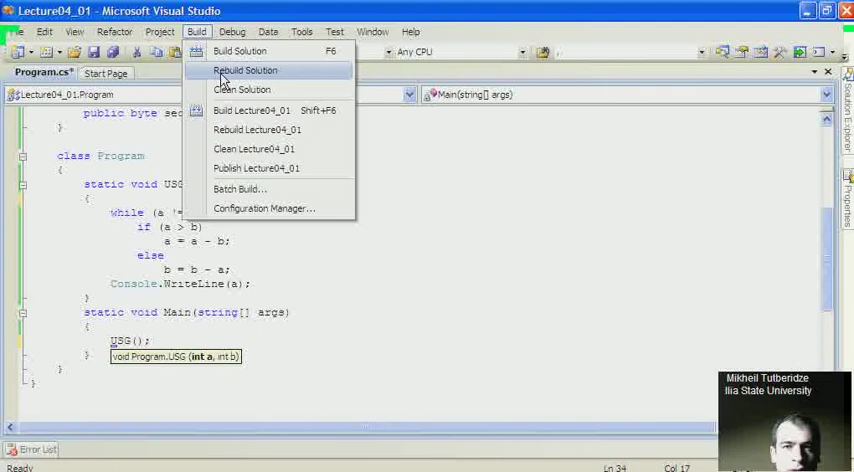 Lecture04_01 - Microsoft Visual Studio
File Edit View Refactor Project Build Debug Data Tools Test Window Help
Any CPU
Program.cs* Start Page
Lecture04_01.Program Main(string[] args)
Build Solution F6
Rebuild Solution
Clean Solution
Build Lecture04_01 Shift+F6
Rebuild Lecture04_01
Clean Lecture04_01
Publish Lecture04_01
Batch Build...
Configuration Manager...
public byte sec
}
class Program
{
static void USG
{
while (a !=
if (a > b)
a = a - b;
else
b = b - a;
Console.WriteLine(a);
}
static void Main(string[] args)
{
USG();
}
void Program.USG (int a, int b)
}
}
Solution Explorer
Properties
Mikheil Tutberidze
Ilia State University
Error List
Ready Ln 34 Col 17